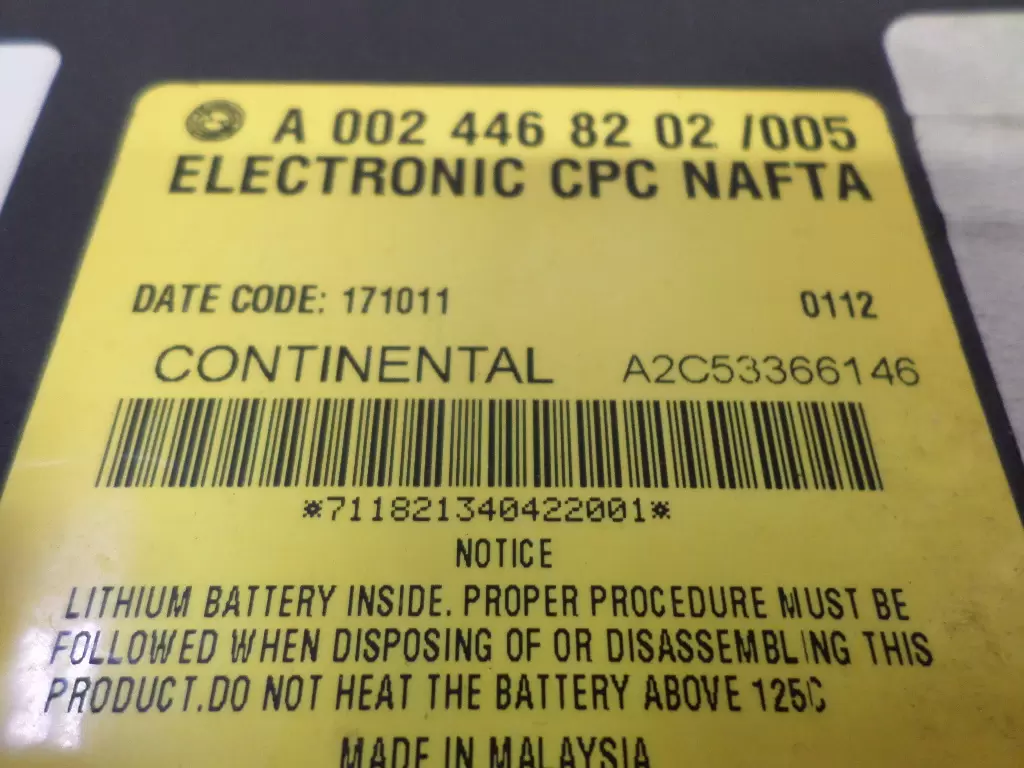 A 002 446 82 02 /005
ELECTRONIC CPC NAFTA
DATE CODE: 171011 0112
CONTINENTAL A2C53366146
*711821340422001*
NOTICE
LITHIUM BATTERY INSIDE. PROPER PROCEDURE MUST BE
FOLLOWED WHEN DISPOSING OF OR DISASSEMBLING THIS
PRODUCT.DO NOT HEAT THE BATTERY ABOVE 125C
MADE IN MALAYSIA